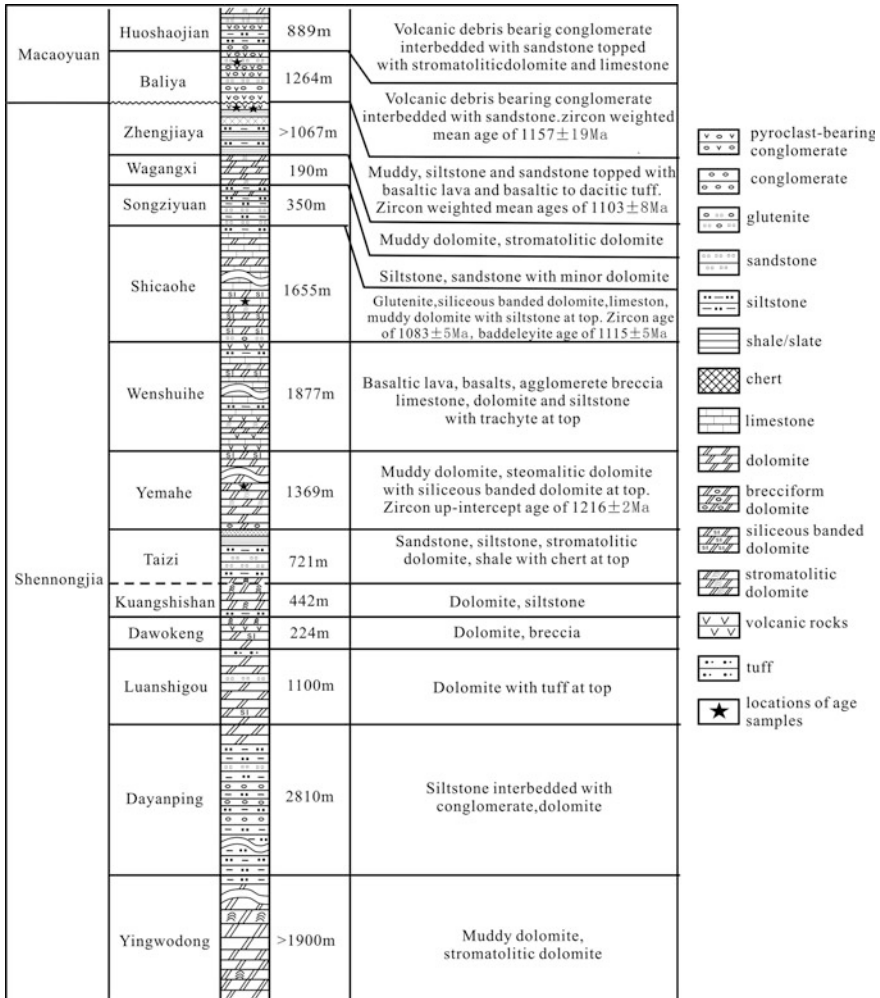 Macaoyuan
Huoshaojian
889m
Volcanic debris bearig conglomerate
interbedded with sandstone topped
with stromatoliticdolomite and limestone
Baliya
1264m
Volcanic debris bearing conglomerate
interbedded with sandstone.zircon weighted
mean age of 1157±19Ma
Shennongjia
Zhengjiaya
>1067m
Muddy, siltstone and sandstone topped with
basaltic lava and basaltic to dacitic tuff.
Zircon weighted mean ages of 1103±8Ma
Wagangxi
190m
Muddy dolomite, stromatolitic dolomite
Songziyuan
350m
Siltstone, sandstone with minor dolomite
Shicaohe
1655m
Glutenite,siliceous banded dolomite,limeston,
muddy dolomite with siltstone at top. Zircon age
of 1083±5Ma, baddeleyite age of 1115±5Ma
Wenshuihe
1877m
Basaltic lava, basalts, agglomerete breccia
limestone, dolomite and siltstone
with trachyte at top
Yemahe
1369m
Muddy dolomite, steomalitic dolomite
with siliceous banded dolomite at top.
Zircon up-intercept age of 1216±2Ma
Taizi
721m
Sandstone, siltstone, stromatolitic
dolomite, shale with chert at top
Kuangshishan
442m
Dolomite, siltstone
Dawokeng
224m
Dolomite, breccia
Luanshigou
1100m
Dolomite with tuff at top
Dayanping
2810m
Siltstone interbedded with
conglomerate,dolomite
Yingwodong
>1900m
Muddy dolomite,
stromatolitic dolomite
pyroclast-bearing
conglomerate
conglomerate
glutenite
sandstone
siltstone
shale/slate
chert
limestone
dolomite
brecciform
dolomite
siliceous banded
dolomite
stromatolitic
dolomite
volcanic rocks
tuff
locations of age
samples